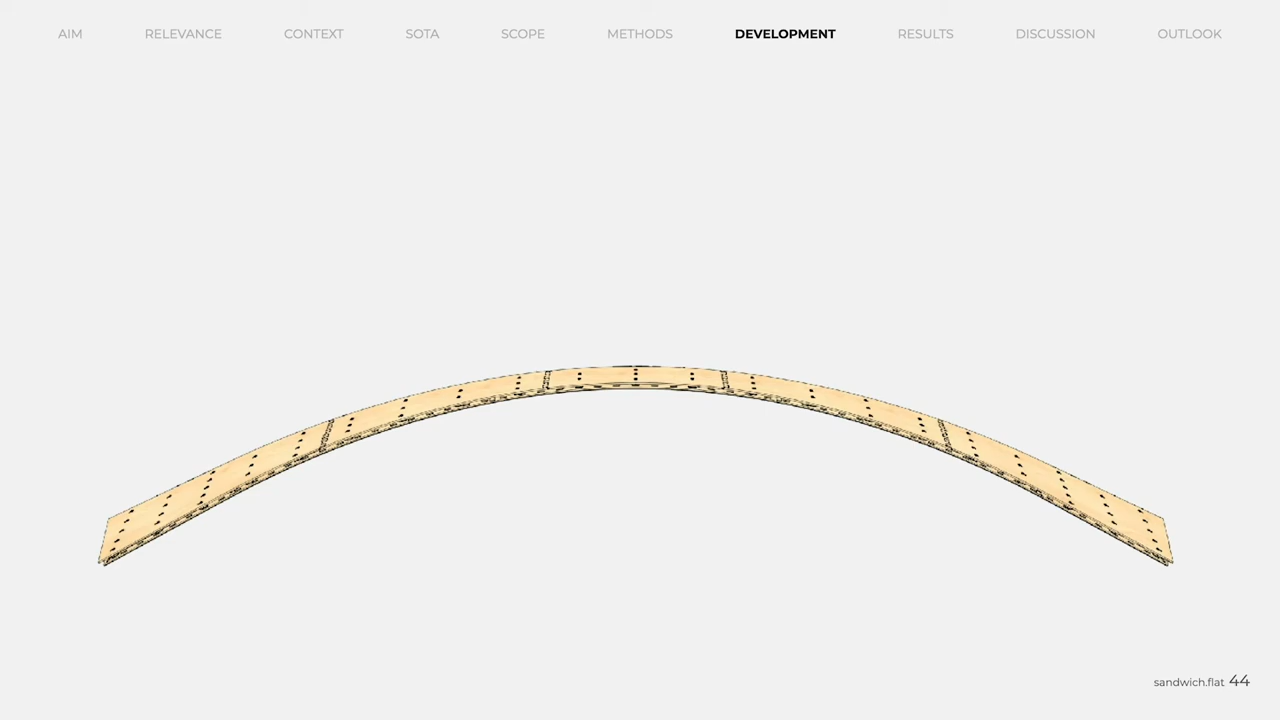 AIM RELEVANCE CONTEXT SOTA SCOPE METHODS DEVELOPMENT RESULTS DISCUSSION OUTLOOK
sandwich.flat 44